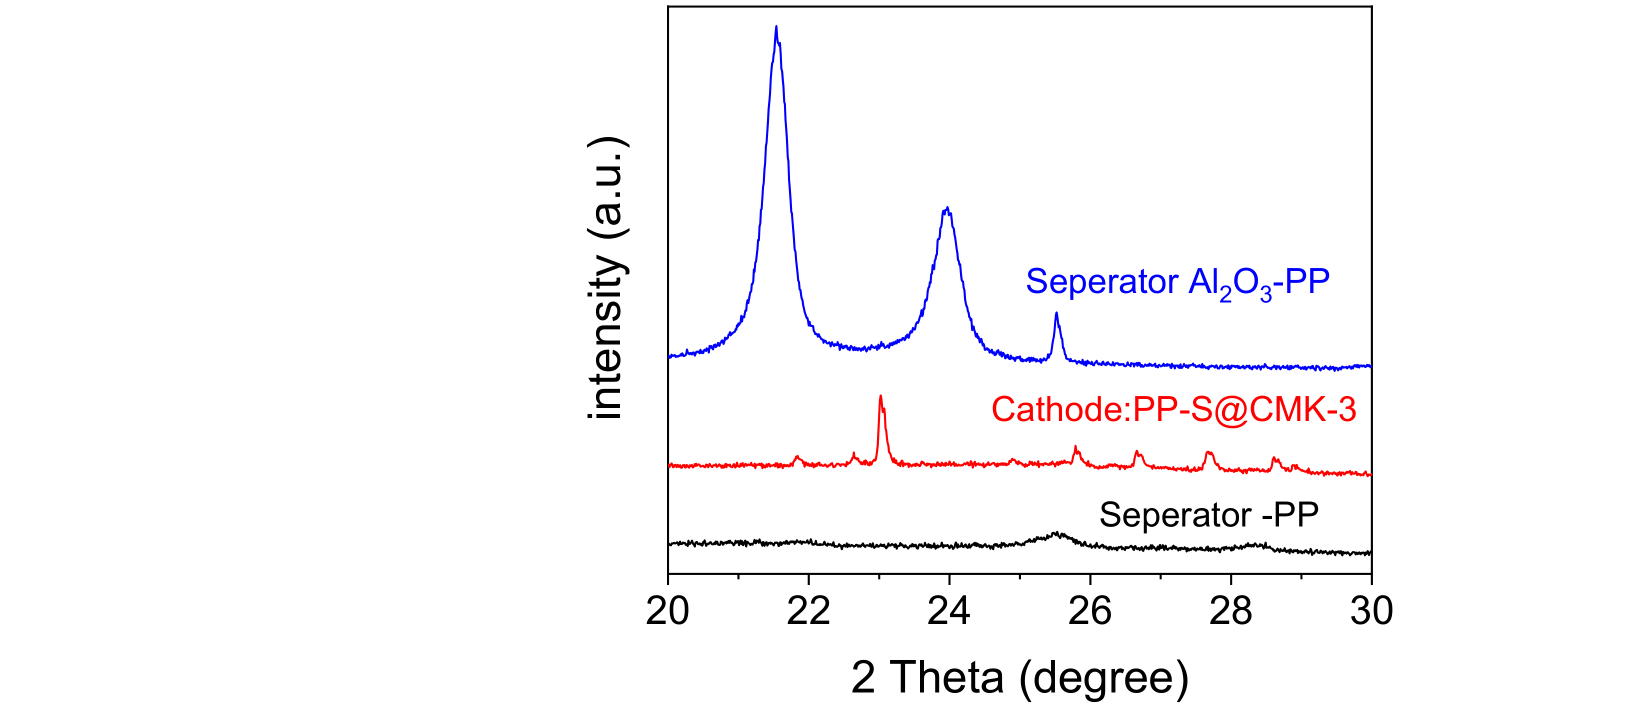 intensity (a.u.)
Seperator Al₂O₃-PP
Cathode:PP-S@CMK-3
Seperator -PP
20 22 24 26 28 30
2 Theta (degree)